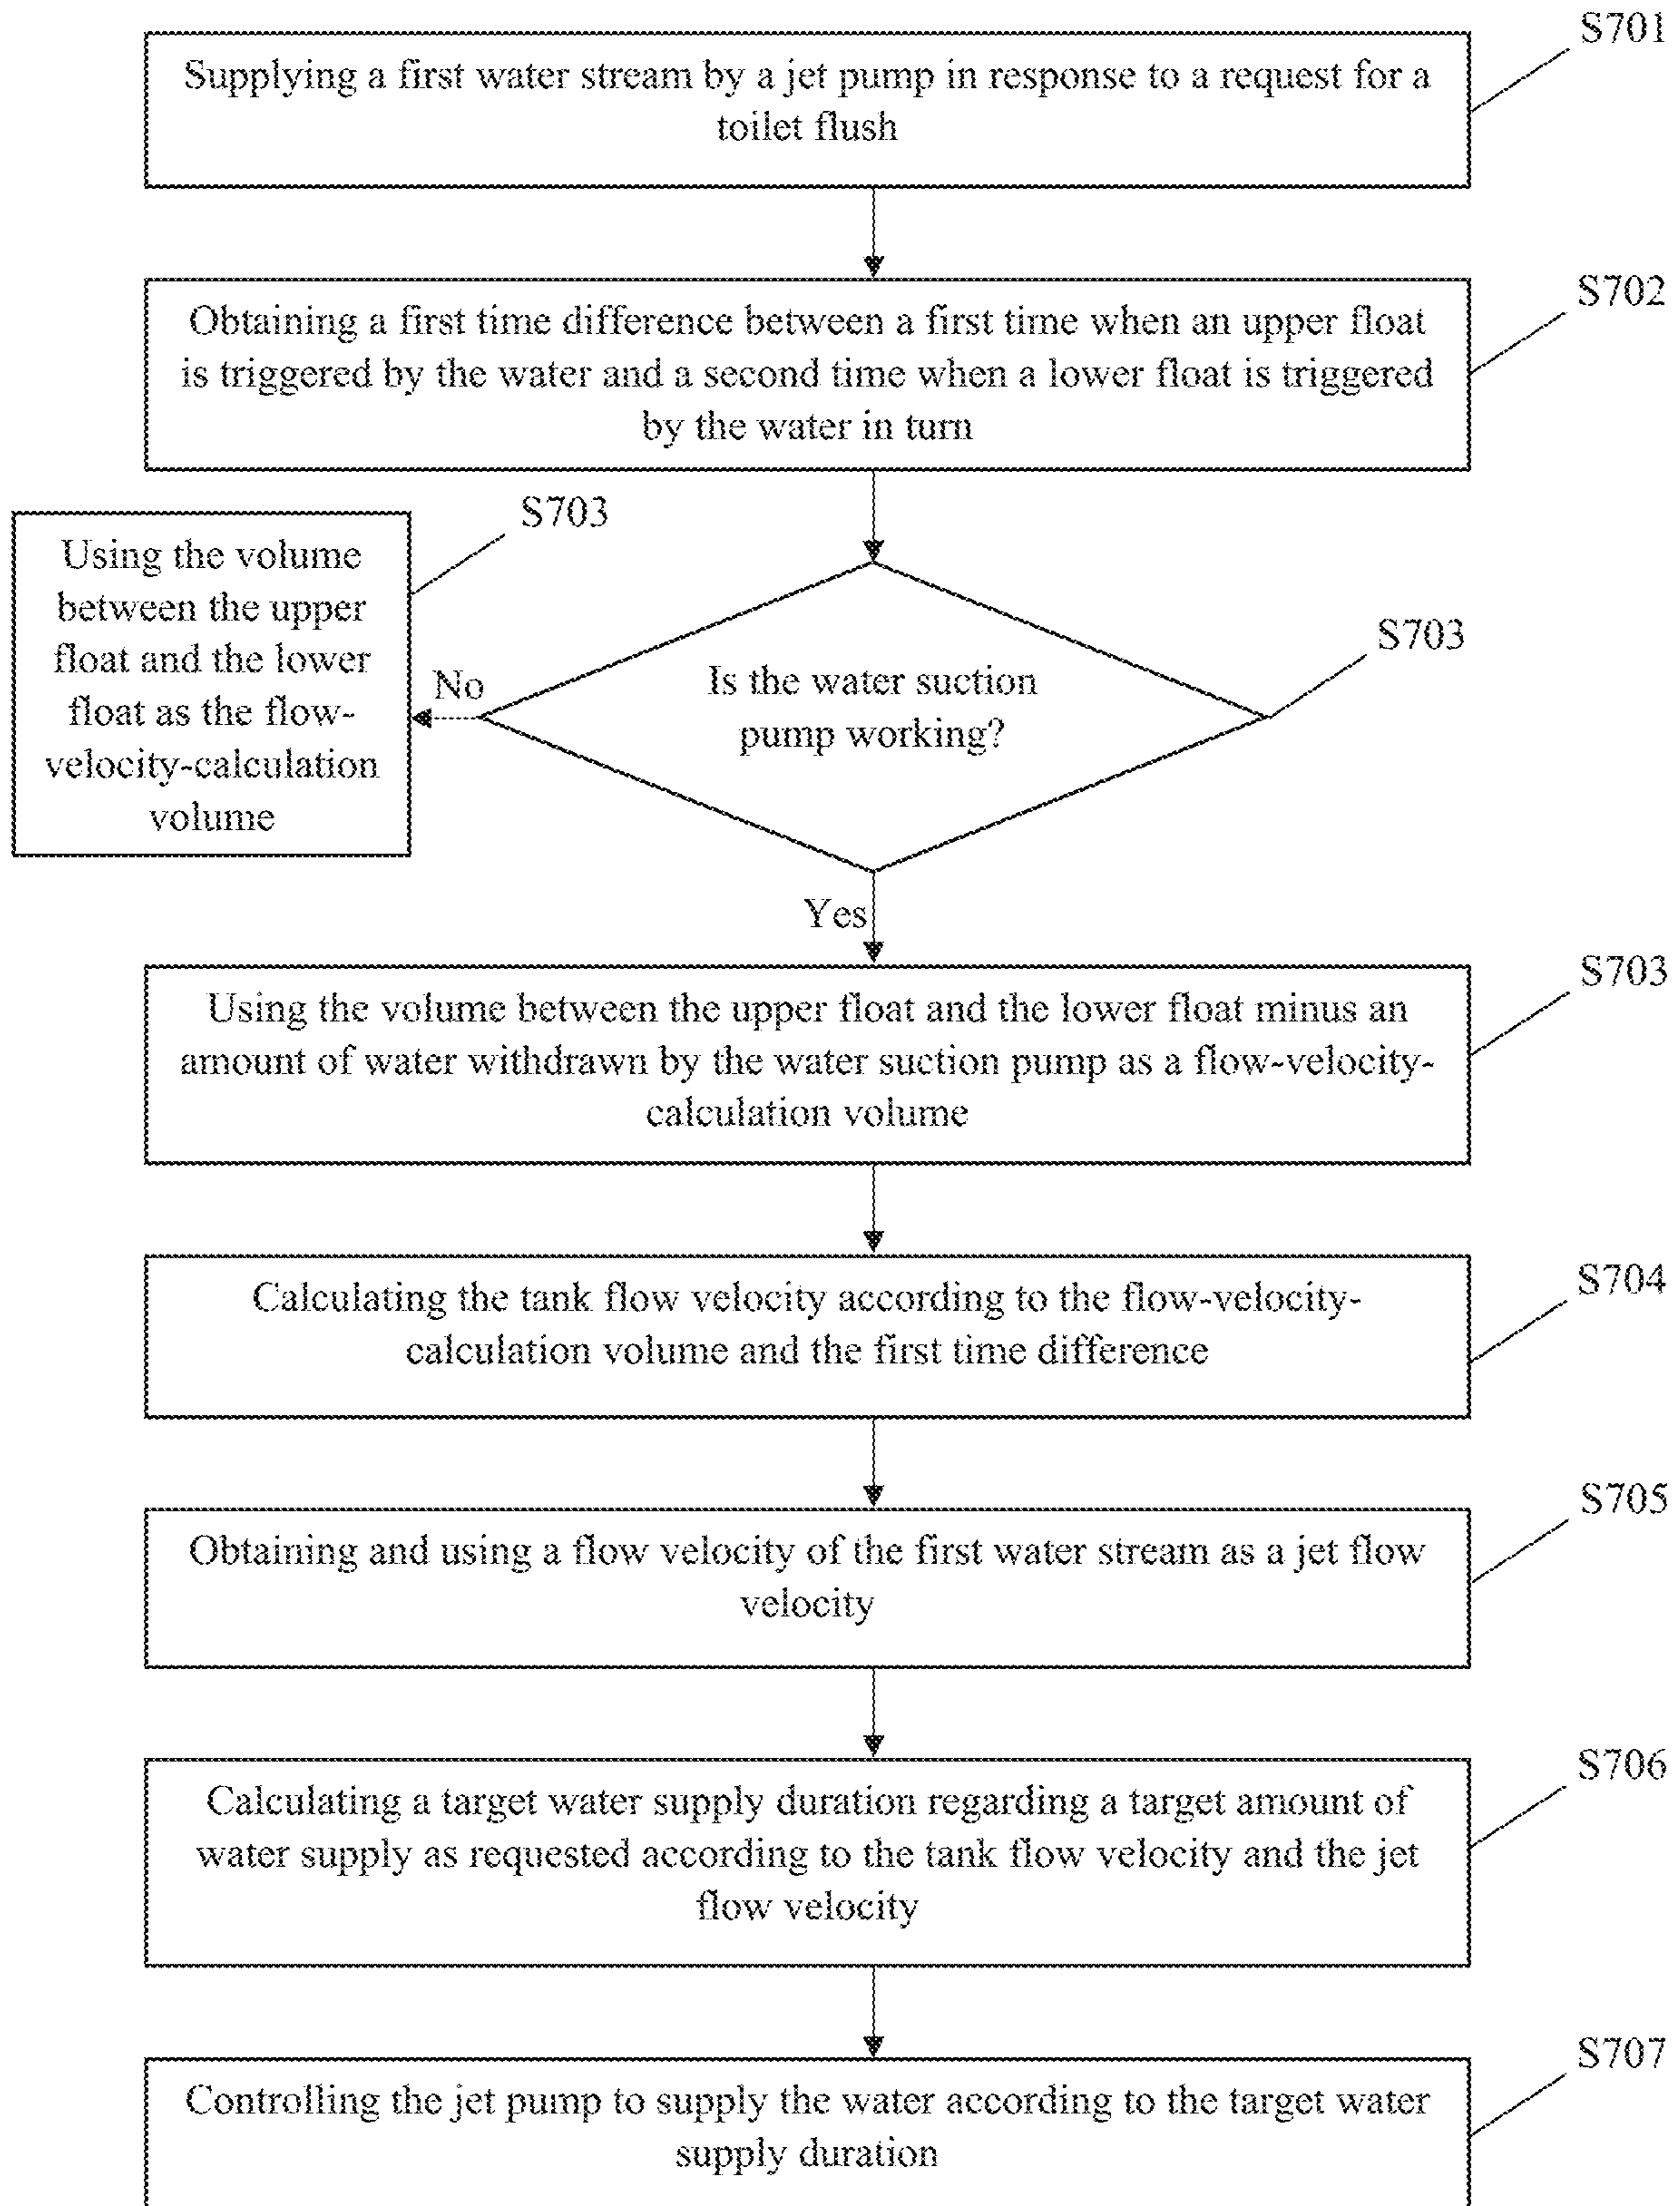 S701
Supplying a first water stream by a jet pump in response to a request for a
toilet flush
S702
Obtaining a first time difference between a first time when an upper float
is triggered by the water and a second time when a lower float is triggered
by the water in turn
S703
Using the volume
between the upper
float and the lower
float as the flow-
velocity-calculation
volume
No
S703
Is the water suction
pump working?
Yes
S703
Using the volume between the upper float and the lower float minus an
amount of water withdrawn by the water suction pump as a flow-velocity-
calculation volume
S704
Calculating the tank flow velocity according to the flow-velocity-
calculation volume and the first time difference
S705
Obtaining and using a flow velocity of the first water stream as a jet flow
velocity
S706
Calculating a target water supply duration regarding a target amount of
water supply as requested according to the tank flow velocity and the jet
flow velocity
S707
Controlling the jet pump to supply the water according to the target water
supply duration